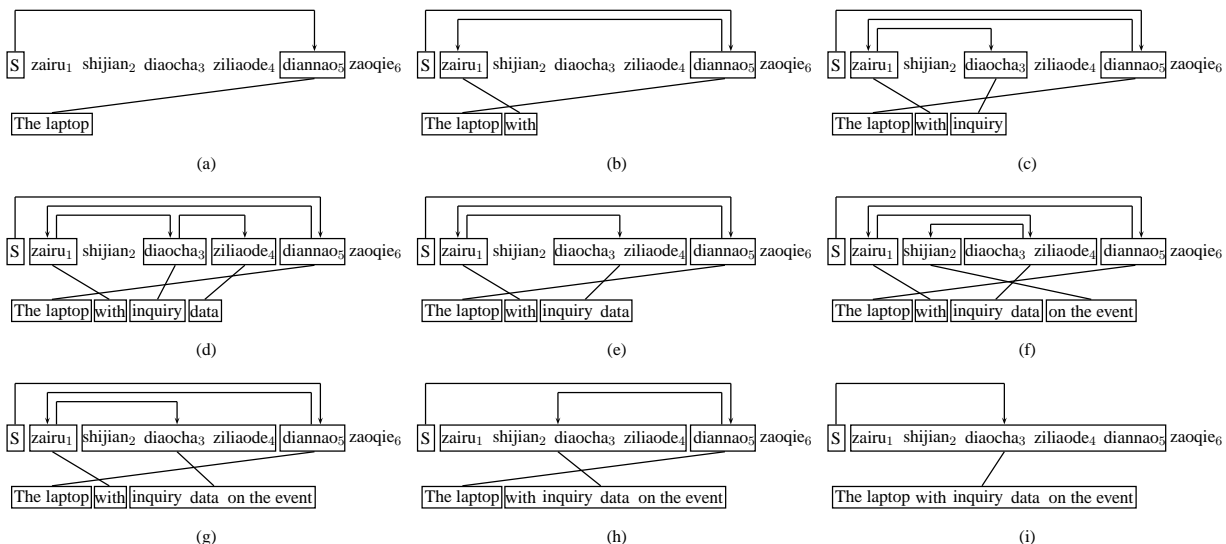 S zairu₁ shijian₂ diaocha₃ ziliaode₄ diannao₅ zaoqie₆
The laptop
(a)
S zairu₁ shijian₂ diaocha₃ ziliaode₄ diannao₅ zaoqie₆
The laptop with
(b)
S zairu₁ shijian₂ diaocha₃ ziliaode₄ diannao₅ zaoqie₆
The laptop with inquiry
(c)
S zairu₁ shijian₂ diaocha₃ ziliaode₄ diannao₅ zaoqie₆
The laptop with inquiry data
(d)
S zairu₁ shijian₂ diaocha₃ ziliaode₄ diannao₅ zaoqie₆
The laptop with inquiry data
(e)
S zairu₁ shijian₂ diaocha₃ ziliaode₄ diannao₅ zaoqie₆
The laptop with inquiry data on the event
(f)
S zairu₁ shijian₂ diaocha₃ ziliaode₄ diannao₅ zaoqie₆
The laptop with inquiry data on the event
(g)
S zairu₁ shijian₂ diaocha₃ ziliaode₄ diannao₅ zaoqie₆
The laptop with inquiry data on the event
(h)
S zairu₁ shijian₂ diaocha₃ ziliaode₄ diannao₅ zaoqie₆
The laptop with inquiry data on the event
(i)